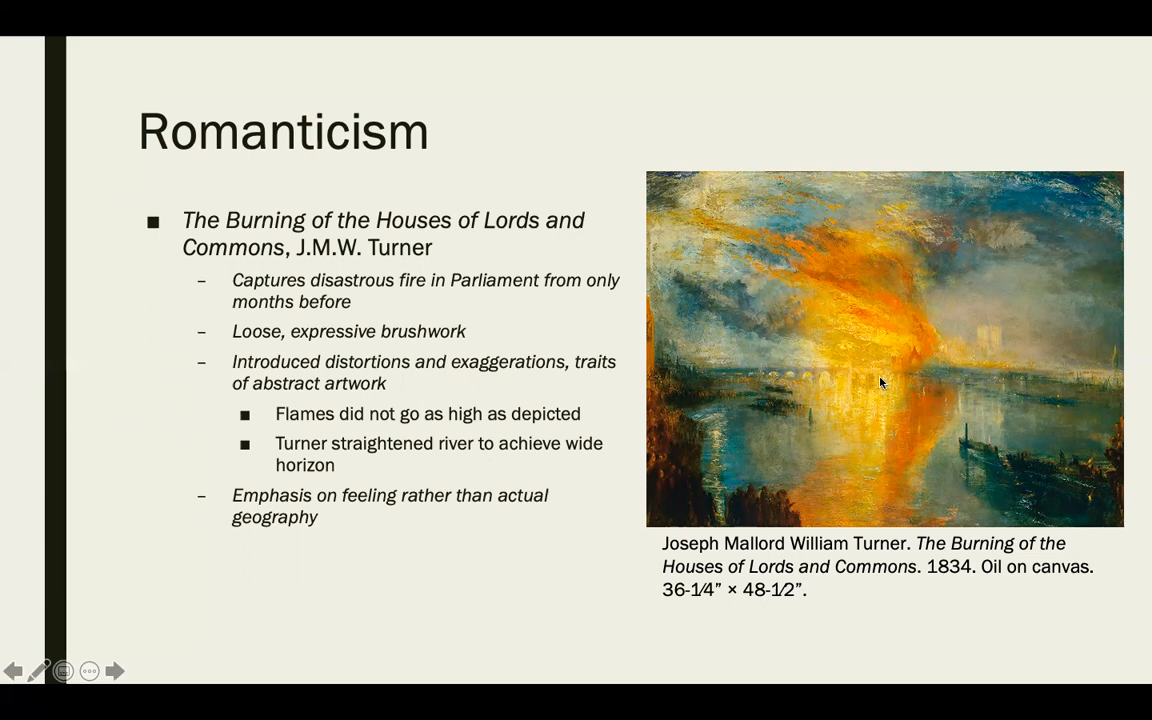 Romanticism
■ The Burning of the Houses of Lords and
Commons, J.M.W. Turner
– Captures disastrous fire in Parliament from only
months before
– Loose, expressive brushwork
– Introduced distortions and exaggerations, traits
of abstract artwork
■ Flames did not go as high as depicted
■ Turner straightened river to achieve wide
horizon
– Emphasis on feeling rather than actual
geography
Joseph Mallord William Turner. The Burning of the
Houses of Lords and Commons. 1834. Oil on canvas.
36-1⁄4” × 48-1⁄2”.